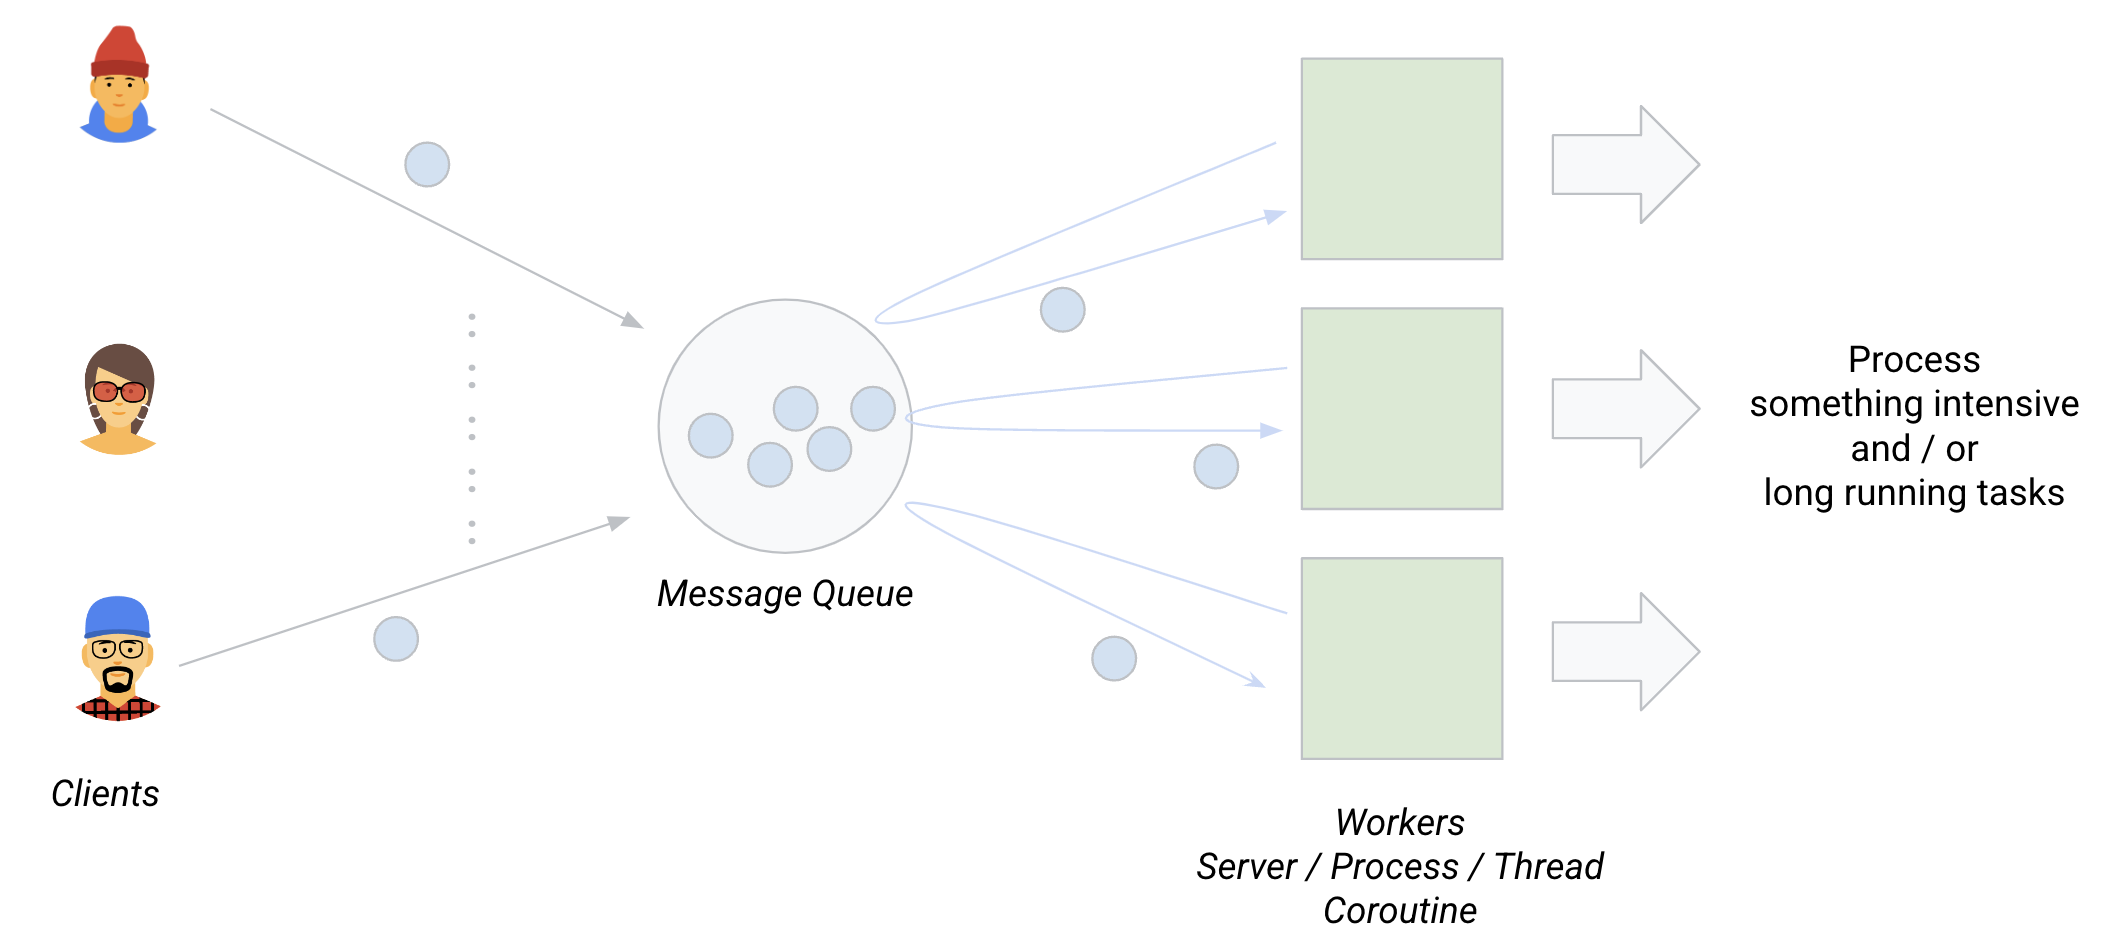 Process
something intensive
and / or
long running tasks
Message Queue
Clients
Workers
Server / Process / Thread
Coroutine